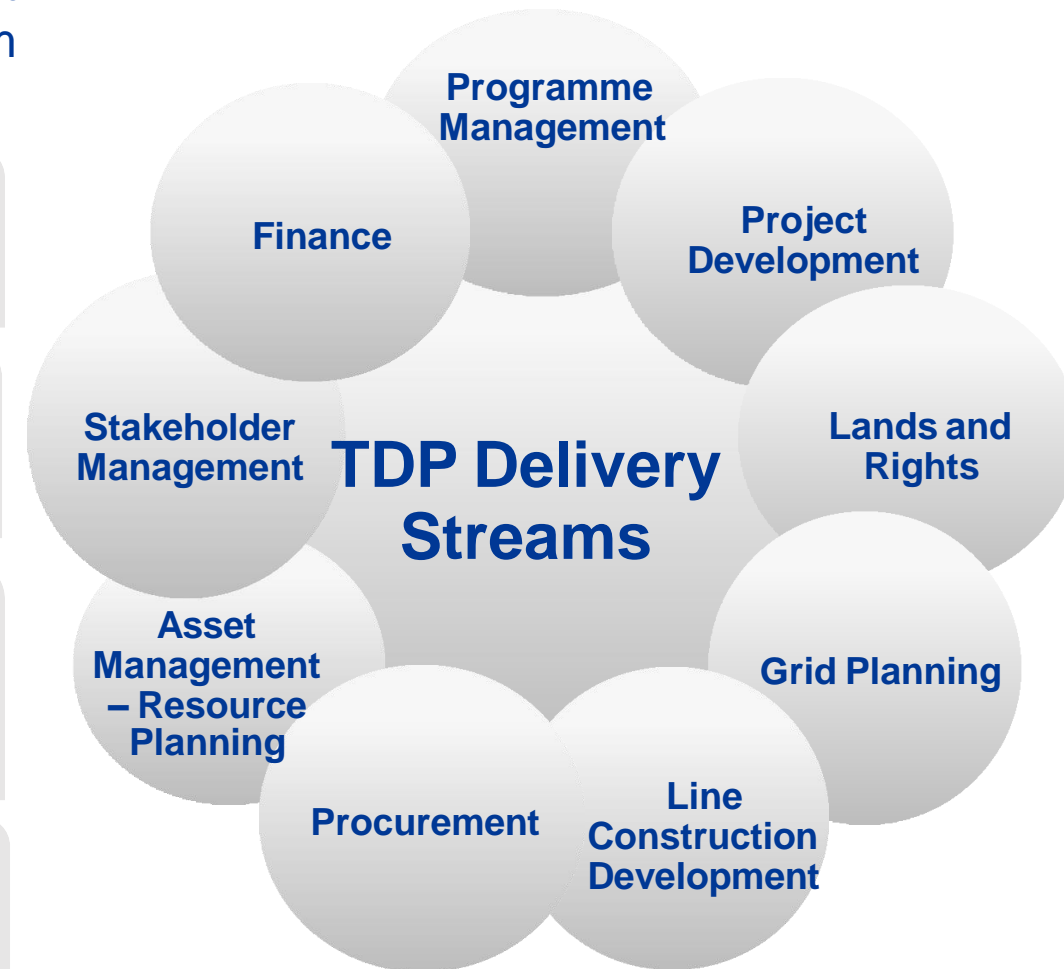 n
Programme
Management
Project
Development
Finance
Lands and
Rights
Stakeholder
Management
TDP Delivery
Streams
Asset
Management
– Resource
Planning
Grid Planning
Line
Construction
Development
Procurement